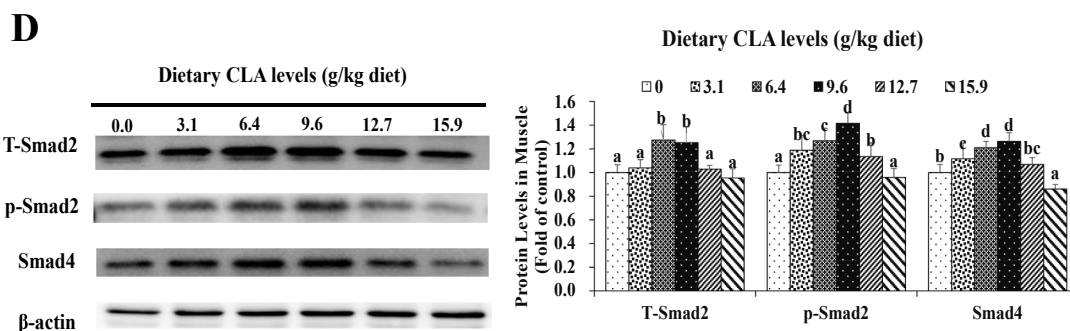 D
Dietary CLA levels (g/kg diet)
0.0 3.1 6.4 9.6 12.7 15.9
T-Smad2
p-Smad2
Smad4
β-actin
Dietary CLA levels (g/kg diet)
0 3.1 6.4 9.6 12.7 15.9
Protein Levels in Muscle
(Fold of control)
1.6
1.4
1.2
1.0
0.8
0.6
0.4
0.2
0.0
a a b b a a
a bc c d b a
b c d d bc a
T-Smad2 p-Smad2 Smad4